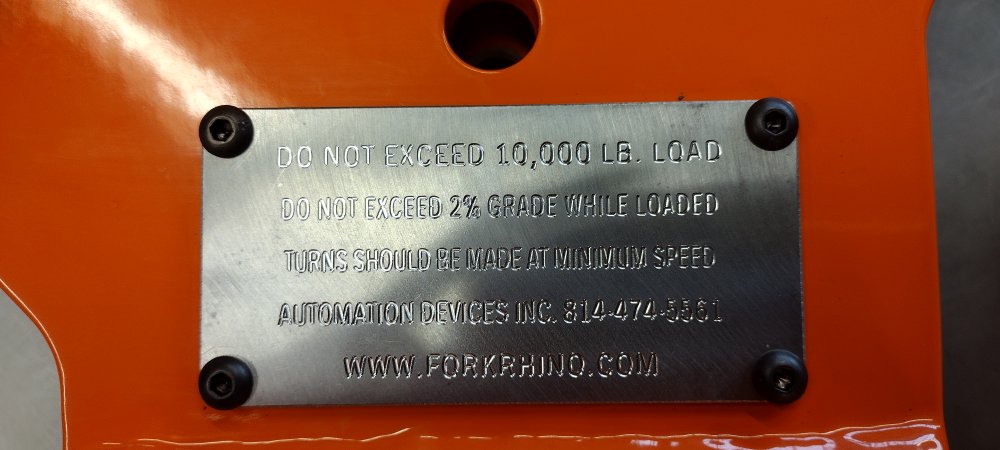 DO NOT EXCEED 10,000 LB. LOAD
DO NOT EXCEED 2% GRADE WHILE LOADED
TURNS SHOULD BE MADE AT MINIMUM SPEED
AUTOMATION DEVICES INC. 814-474-5561
WWW.FORKRHINO.COM